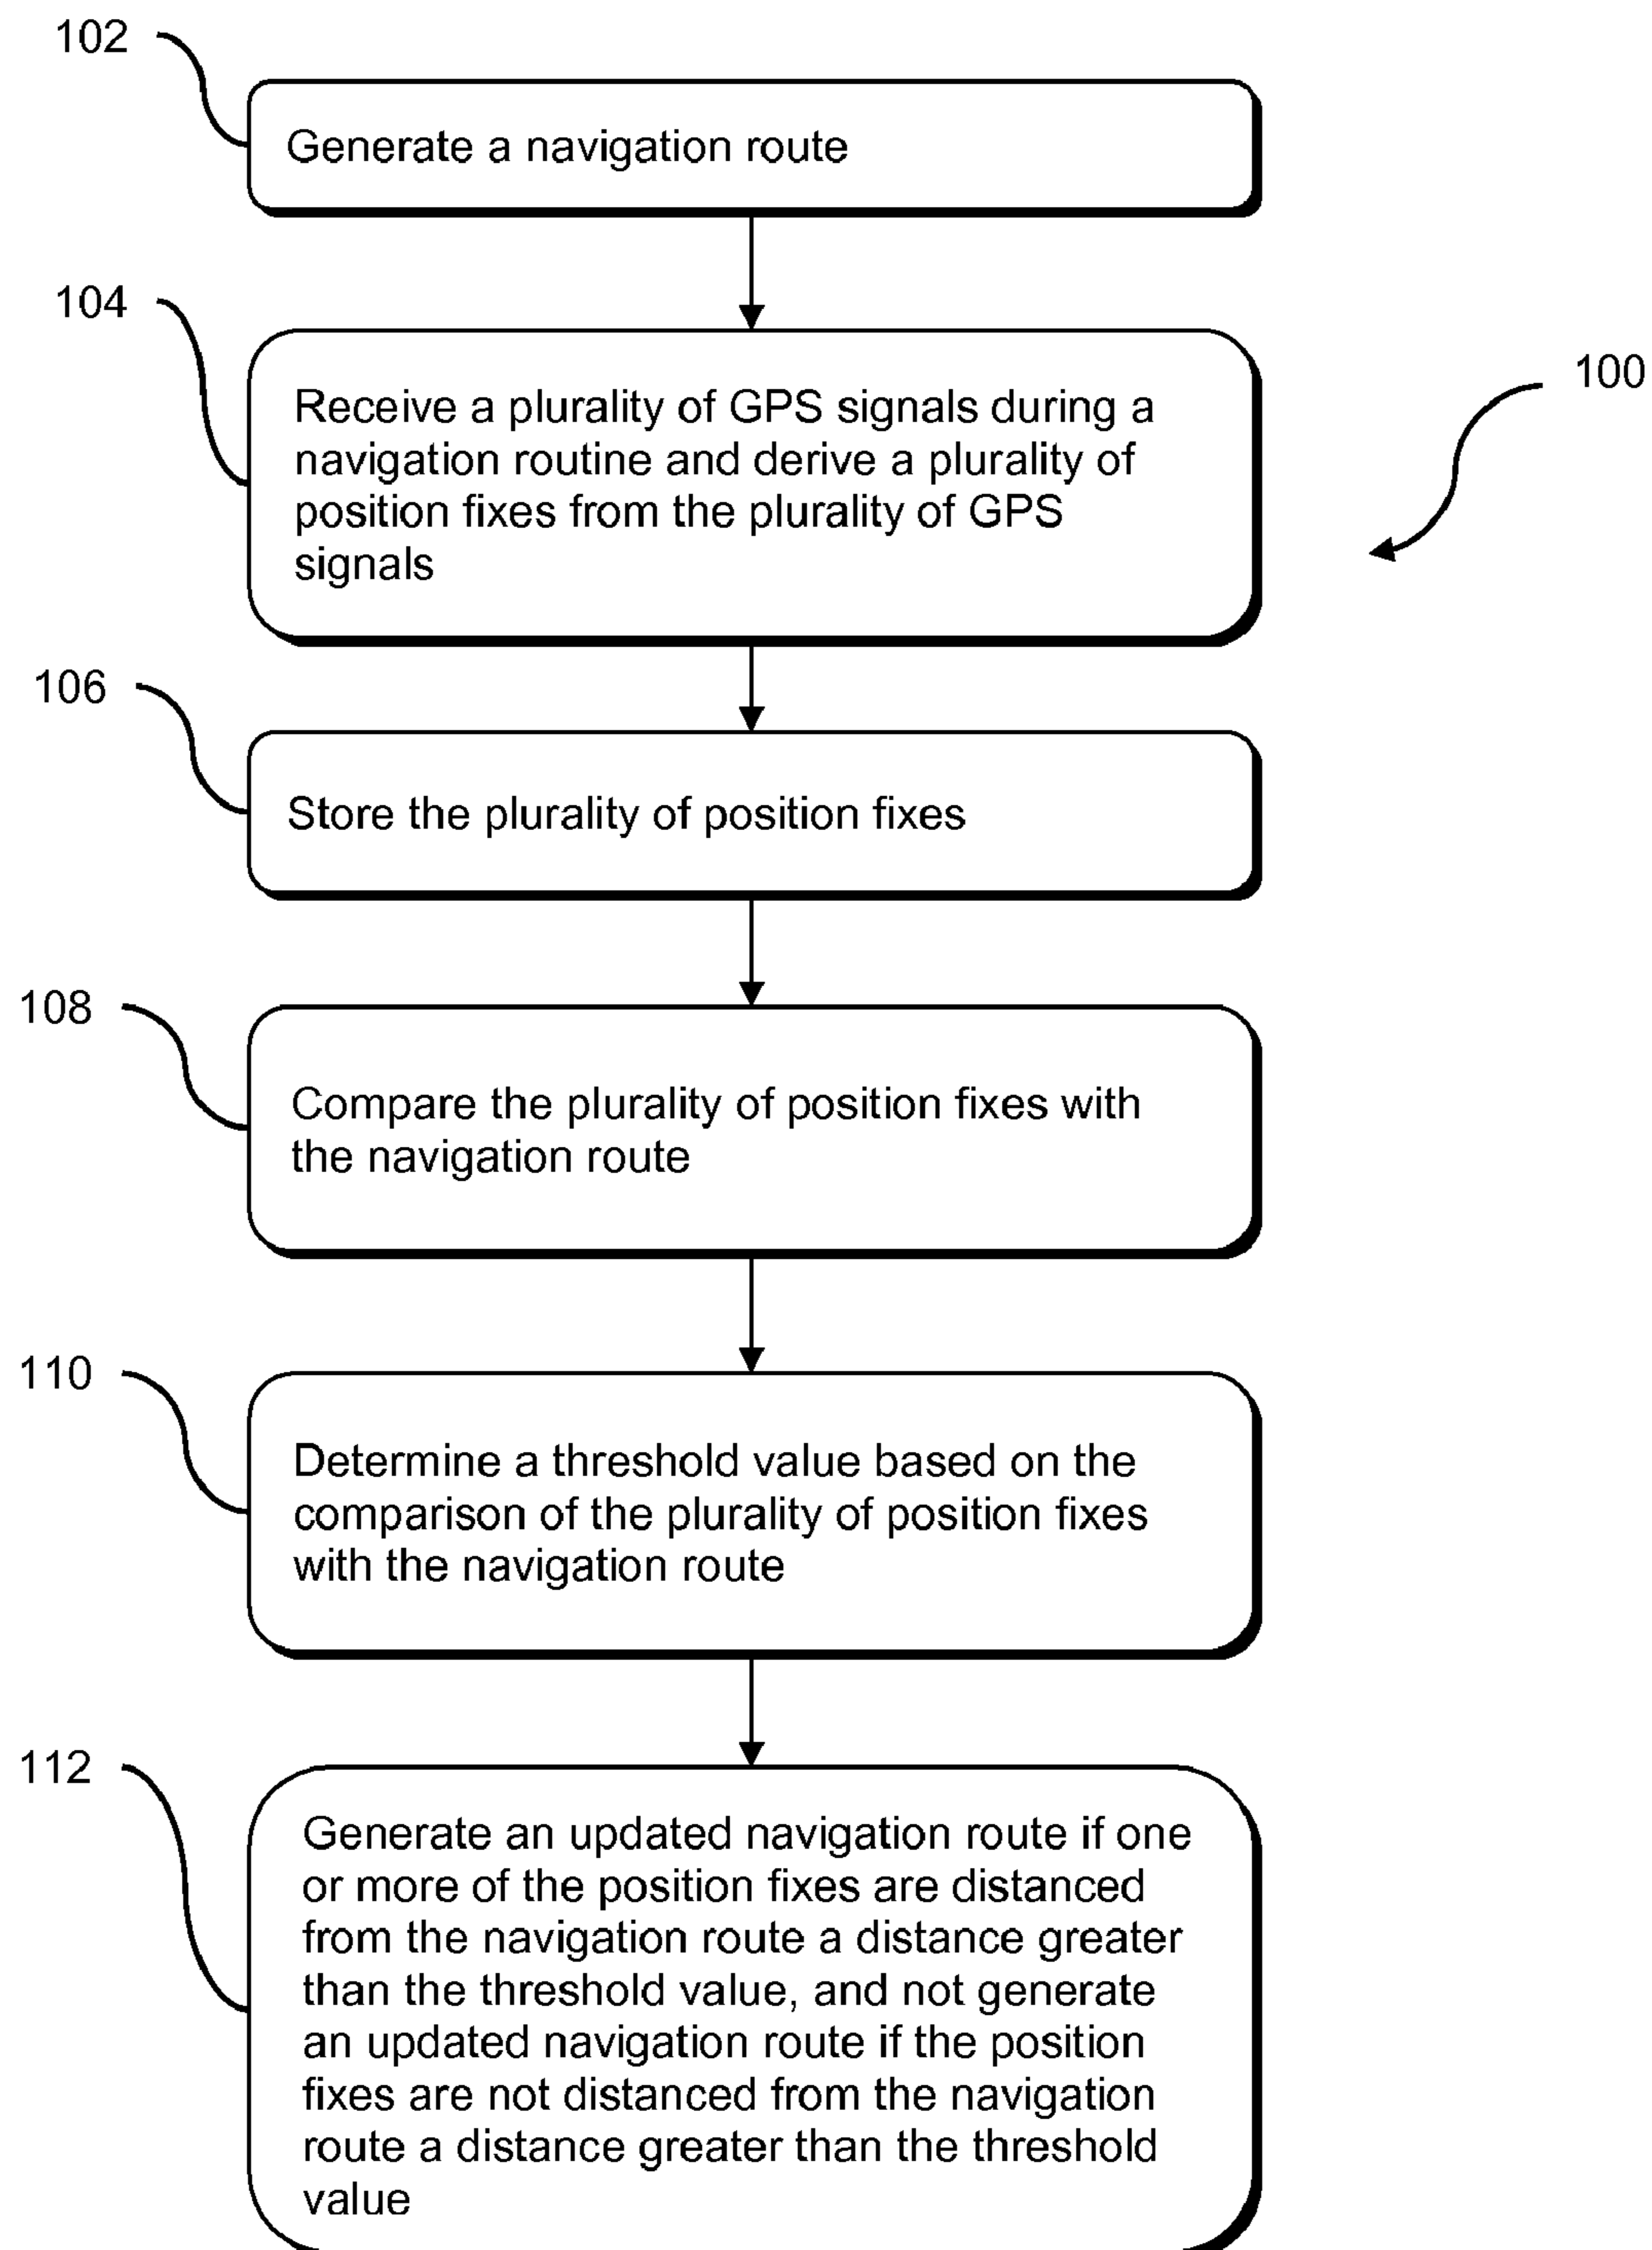 102
Generate a navigation route
104
Receive a plurality of GPS signals during a
navigation routine and derive a plurality of
position fixes from the plurality of GPS
signals
100
106
Store the plurality of position fixes
108
Compare the plurality of position fixes with
the navigation route
110
Determine a threshold value based on the
comparison of the plurality of position fixes
with the navigation route
112
Generate an updated navigation route if one
or more of the position fixes are distanced
from the navigation route a distance greater
than the threshold value, and not generate
an updated navigation route if the position
fixes are not distanced from the navigation
route a distance greater than the threshold
value